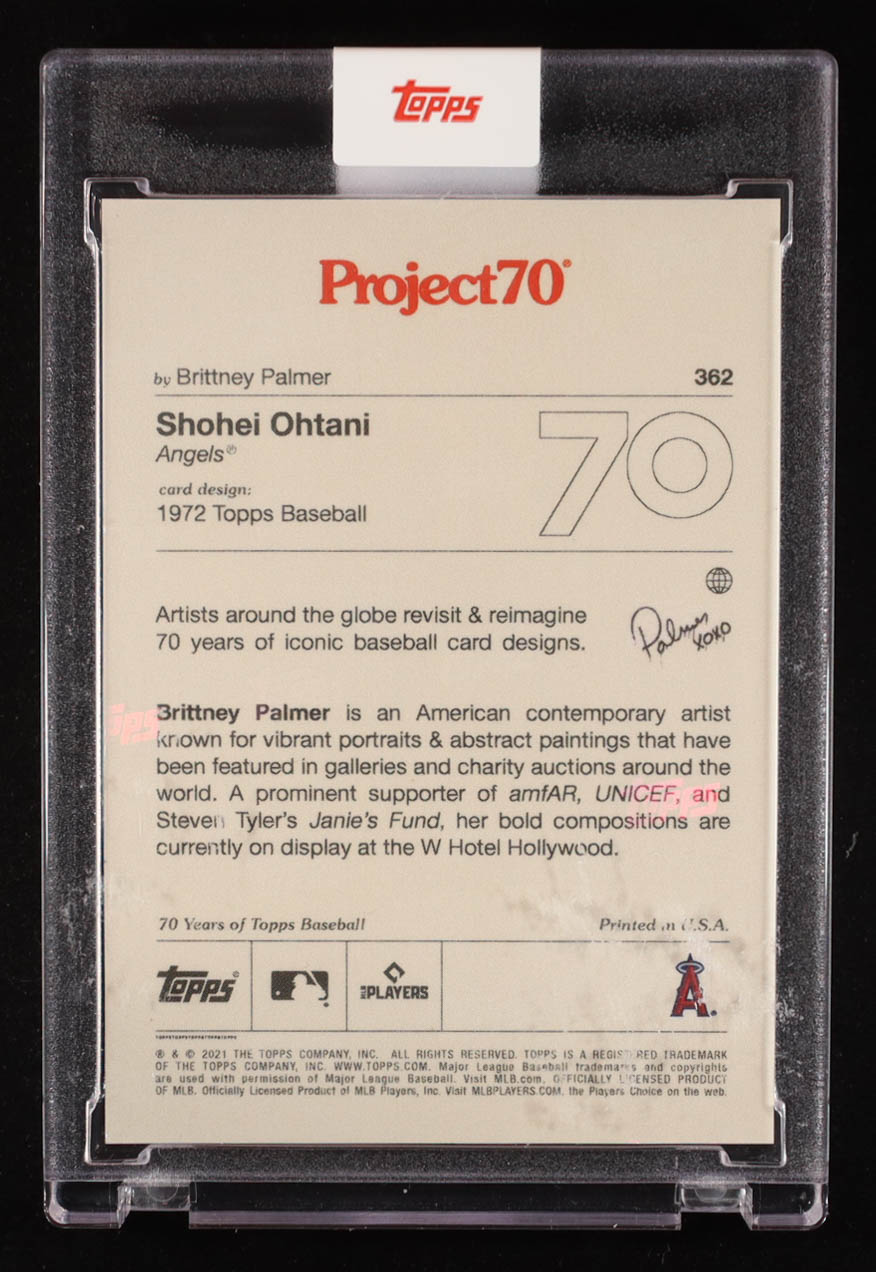 Topps
Project70®
by Brittney Palmer 362
Shohei Ohtani
Angels®
card design:
1972 Topps Baseball
70
Artists around the globe revisit & reimagine
70 years of iconic baseball card designs.
Palmer
xoxo
Brittney Palmer is an American contemporary artist
known for vibrant portraits & abstract paintings that have
been featured in galleries and charity auctions around the
world. A prominent supporter of amfAR, UNICEF, and
Steven Tyler's Janie's Fund, her bold compositions are
currently on display at the W Hotel Hollywood.
70 Years of Topps Baseball Printed in U.S.A.
Topps® PLAYERS A
® & © 2021 THE TOPPS COMPANY, INC. ALL RIGHTS RESERVED. TOPPS IS A REGISTERED TRADEMARK
OF THE TOPPS COMPANY, INC. WWW.TOPPS.COM. Major League Baseball trademarks and copyrights
are used with permission of Major League Baseball. Visit MLB.com. OFFICIALLY LICENSED PRODUCT
OF MLB. Officially Licensed Product of MLB Players, Inc. Visit MLBPLAYERS.COM, the Players Choice on the web.